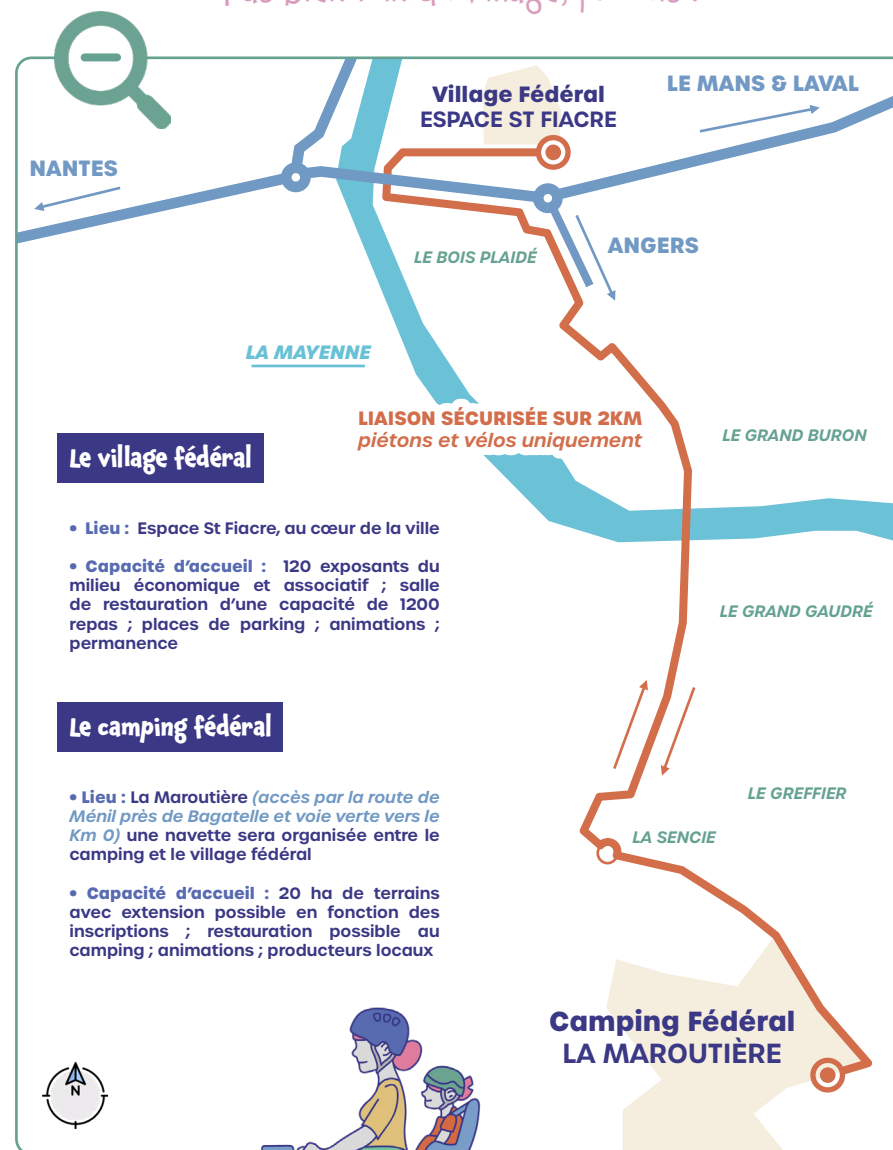 Village Fédéral
ESPACE ST FIACRE
LE MANS & LAVAL
NANTES
ANGERS
LE BOIS PLAIDÉ
LA MAYENNE
LIAISON SÉCURISÉE SUR 2KM
piétons et vélos uniquement
LE GRAND BURON
Le village fédéral
• Lieu : Espace St Fiacre, au cœur de la ville
• Capacité d'accueil : 120 exposants du
milieu économique et associatif ; salle
de restauration d'une capacité de 1200
repas ; places de parking ; animations ;
permanence
LE GRAND GAUDRÉ
Le camping fédéral
• Lieu : La Maroutière (accès par la route de
Ménil près de Bagatelle et voie verte vers le
Km 0) une navette sera organisée entre le
camping et le village fédéral
• Capacité d'accueil : 20 ha de terrains
avec extension possible en fonction des
inscriptions ; restauration possible au
camping ; animations ; producteurs locaux
LE GREFFIER
LA SENCIE
Camping Fédéral
LA MAROUTIÈRE
N